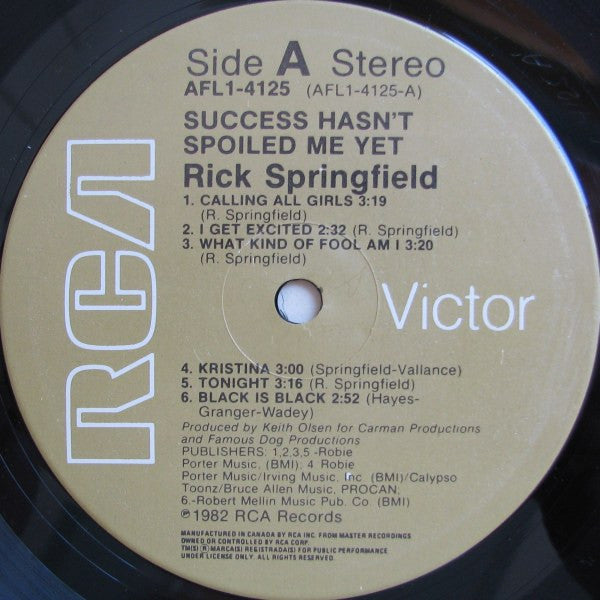 Side A Stereo
AFL1-4125 (AFL1-4125-A)
SUCCESS HASN'T
SPOILED ME YET
Rick Springfield
1. CALLING ALL GIRLS 3:19
(R. Springfield)
2. I GET EXCITED 2:32 (R. Springfield)
3. WHAT KIND OF FOOL AM I 3:20
(R. Springfield)
RCA
Victor
4. KRISTINA 3:00 (Springfield-Vallance)
5. TONIGHT 3:16 (R. Springfield)
6. BLACK IS BLACK 2:52 (Hayes-
Granger-Wadey)
Produced by Keith Olsen for Carman Productions
and Famous Dog Productions
PUBLISHERS: 1,2,3,5 -Robie
Porter Music, (BMI); 4 Robie
Porter Music/Irving Music, Inc. (BMI)/Calypso
Toonz/Bruce Allen Music, PROCAN;
6.-Robert Mellin Music Pub. Co. (BMI)
℗1982 RCA Records
MANUFACTURED IN CANADA BY RCA INC. FROM MASTER RECORDINGS
OWNED OR CONTROLLED BY RCA CORP.
TM(S) ® MARCA(S) REGISTRADA(S) FOR PUBLIC PERFORMANCE
UNDER LICENSE ONLY. ALL RIGHTS RESERVED.